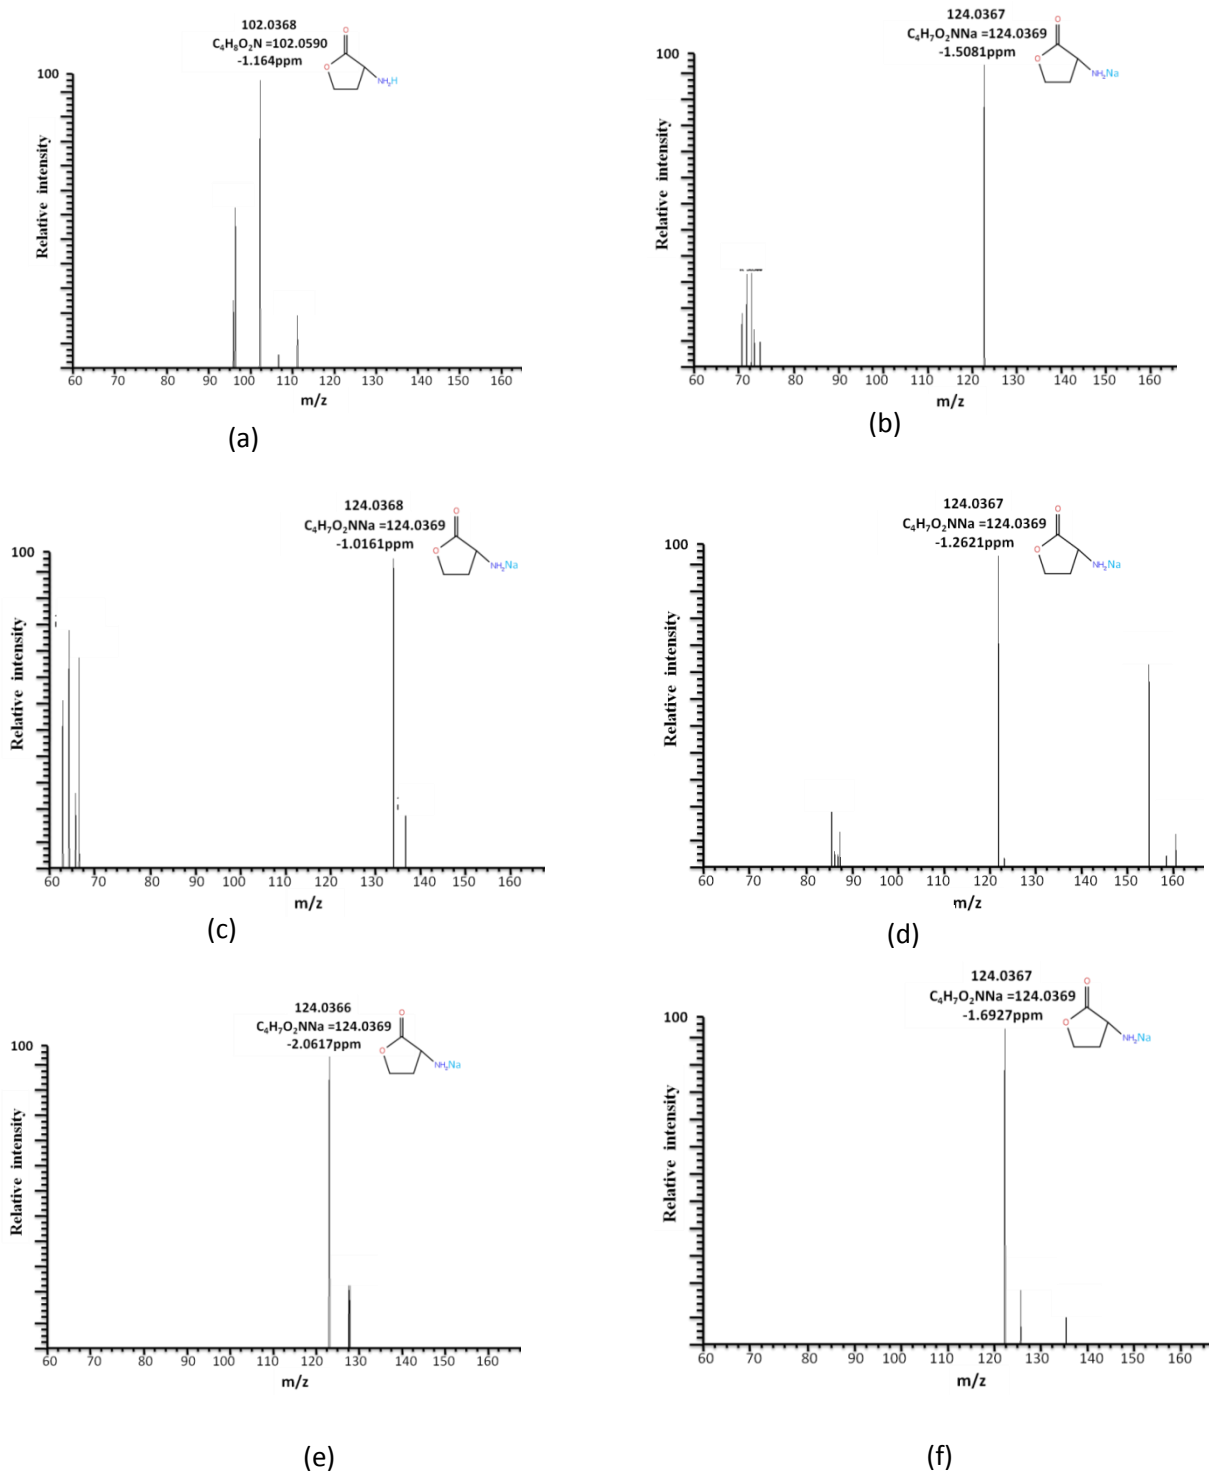 102.0368
C₄H₈O₂N =102.0590
-1.164ppm
O
O
NH₂H
100
Relative intensity
60 70 80 90 100 110 120 130 140 150 160
m/z
(a)
124.0367
C₄H₇O₂NNa =124.0369
-1.5081ppm
O
O
NH₂Na
100
Relative intensity
60 70 80 90 100 110 120 130 140 150 160
m/z
(b)
124.0368
C₄H₇O₂NNa =124.0369
-1.0161ppm
O
O
NH₂Na
100
Relative intensity
60 70 80 90 100 110 120 130 140 150 160
m/z
(c)
124.0367
C₄H₇O₂NNa =124.0369
-1.2621ppm
O
O
NH₂Na
100
Relative intensity
60 80 90 100 110 120 130 140 150 160
m/z
(d)
124.0366
C₄H₇O₂NNa =124.0369
-2.0617ppm
O
O
NH₂Na
100
Relative intensity
60 70 80 90 100 110 120 130 140 150 160
m/z
(e)
124.0367
C₄H₇O₂NNa =124.0369
-1.6927ppm
O
O
NH₂Na
100
Relative intensity
60 70 80 90 100 110 120 130 140 150 160
m/z
(f)